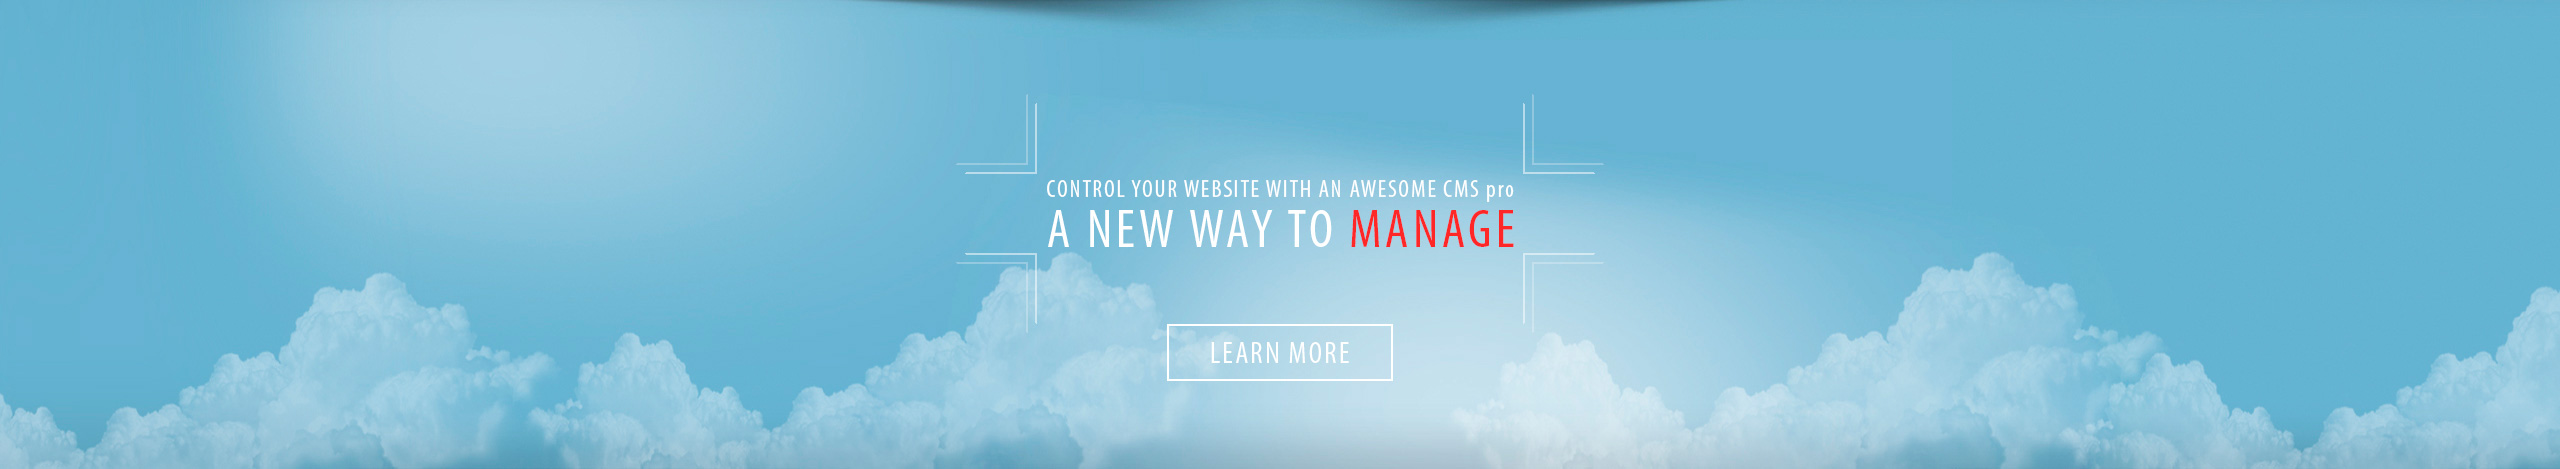 CONTROL YOUR WEBSITE WITH AN AWESOME CMS pro
A NEW WAY TO MANAGE
LEARN MORE